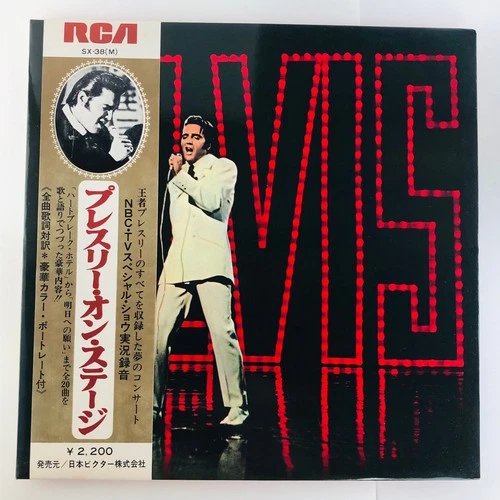 RCA
SX-38(M)
ELVIS
王者プレスリーのすべてを収録した夢のコンサート
NBC・TVスペシャル・ショウ実況録音
プレスリー・オン・ステージ
"ハートブレーク・ホテル"から"明日への願い"まで全20曲を
歌と語りでつづった豪華内容!!
《全曲歌詞対訳*豪華カラー・ポートレート付》
¥2,200
発売元/日本ビクター株式会社